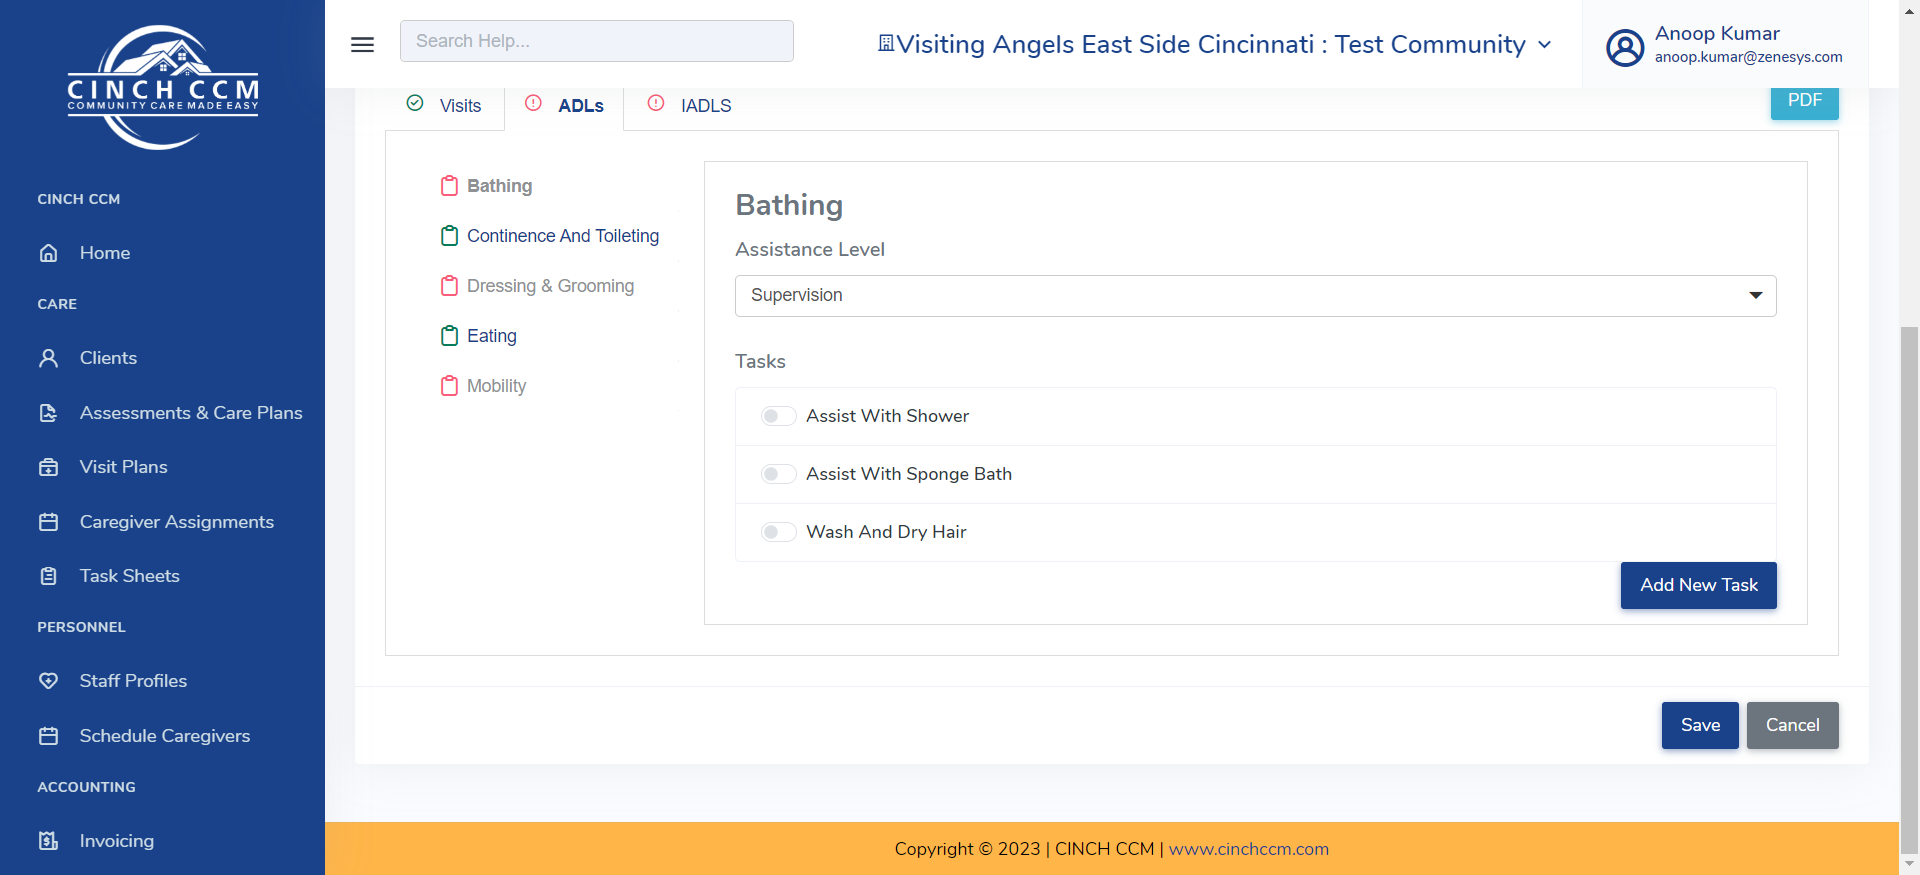 CINCH CCM
COMMUNITY CARE MADE EASY
CINCH CCM
Home
CARE
Clients
Assessments & Care Plans
Visit Plans
Caregiver Assignments
Task Sheets
PERSONNEL
Staff Profiles
Schedule Caregivers
ACCOUNTING
Invoicing
Search Help...
Visiting Angels East Side Cincinnati : Test Community
Anoop Kumar
anoop.kumar@zenesys.com
Visits
ADLs
IADLS
PDF
Bathing
Continence And Toileting
Dressing & Grooming
Eating
Mobility
Bathing
Assistance Level
Supervision
Tasks
Assist With Shower
Assist With Sponge Bath
Wash And Dry Hair
Add New Task
Save
Cancel
Copyright © 2023 | CINCH CCM | www.cinchccm.com